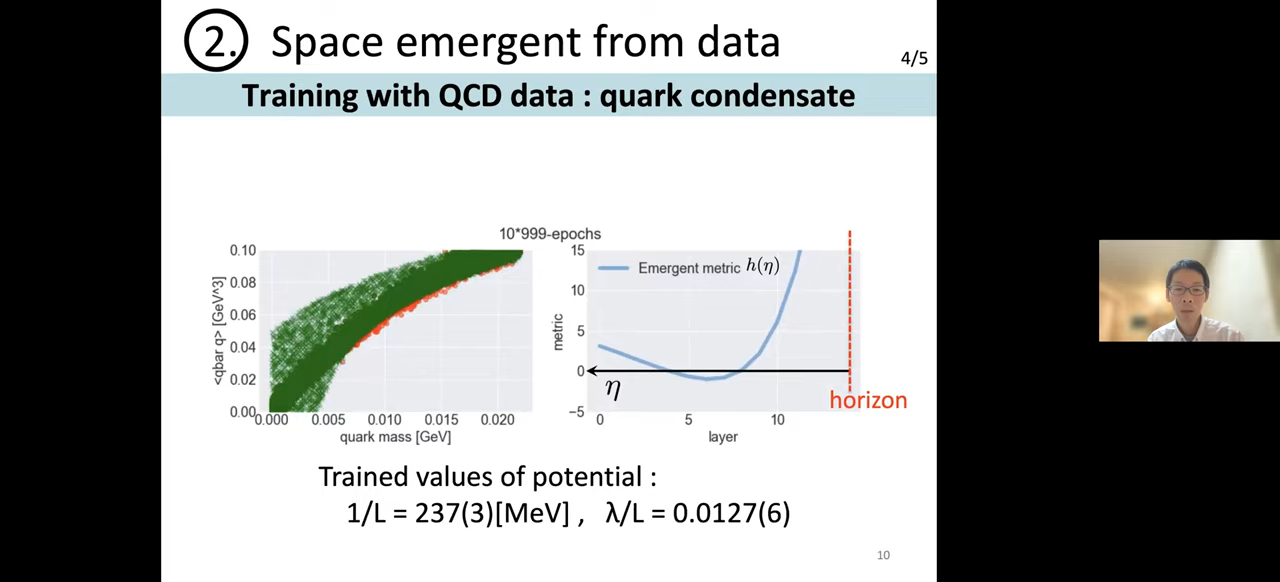 2. Space emergent from data
4/5
Training with QCD data : quark condensate
10*999-epochs
<qbar q> [GeV^3]
0.10
0.08
0.06
0.04
0.02
0.00
0.000 0.005 0.010 0.015 0.020
quark mass [GeV]
metric
15
10
5
0
−5
Emergent metric h(η)
η
0 5 10
layer
horizon
Trained values of potential :
1/L = 237(3)[MeV] , λ/L = 0.0127(6)
10